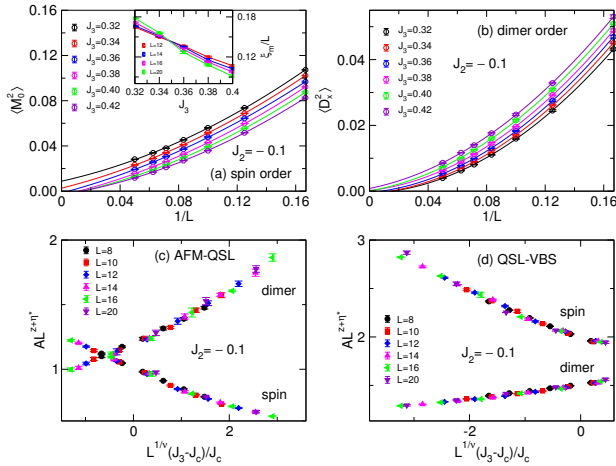 0.16
0.12
0.08
0.04
0.00
⟨M²₀⟩
J₃=0.32
J₃=0.34
J₃=0.36
J₃=0.38
J₃=0.40
J₃=0.42
L=12
L=14
L=16
L=20
0.32 0.34 0.36 0.38 0.4
J₃
0.18
0.12
ξₘ/L
J₂= − 0.1
(a) spin order
0.00 0.04 0.08 0.12 0.16
1/L
0.04
0.02
0.00
⟨D²ₓ⟩
J₃=0.32
J₃=0.34
J₃=0.36
J₃=0.38
J₃=0.40
J₃=0.42
(b) dimer order
J₂= − 0.1
0.00 0.04 0.08 0.12 0.16
1/L
2
1
AL^z+η*
L=8
L=10
L=12
L=14
L=16
L=20
(c) AFM-QSL
dimer
J₂= − 0.1
spin
0 2
L^1/ν(J₃-J_c)/J_c
3
2
AL^z+η*
(d) QSL-VBS
L=8
L=10
L=12
L=14
L=16
L=20
spin
J₂= − 0.1
dimer
-2 0
L^1/ν(J₃-J_c)/J_c